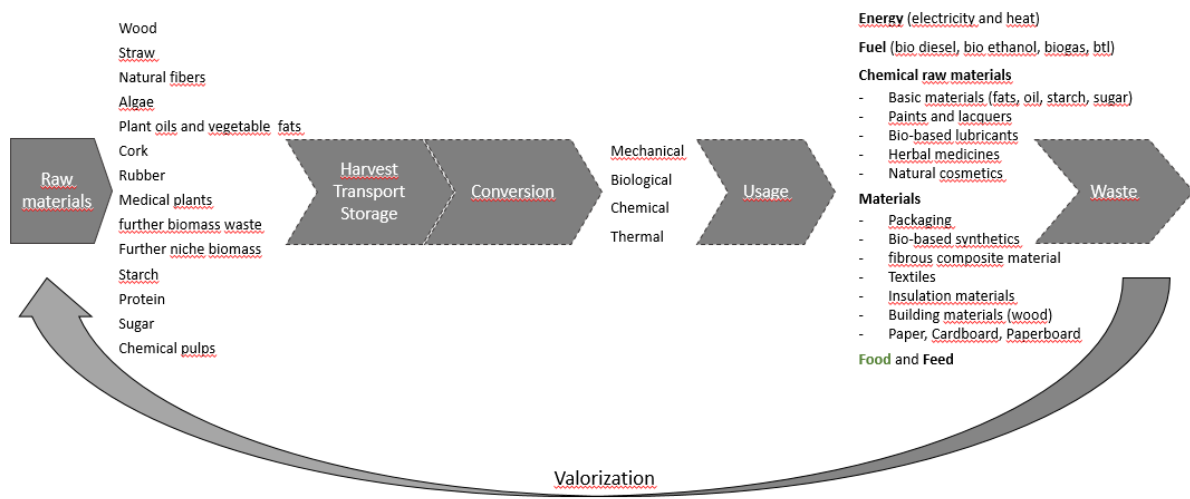 Raw
materials
Wood
Straw
Natural fibers
Algae
Plant oils and vegetable fats
Cork
Rubber
Medical plants
further biomass waste
Further niche biomass
Starch
Protein
Sugar
Chemical pulps
Harvest
Transport
Storage
Conversion
Mechanical
Biological
Chemical
Thermal
Usage
Energy (electricity and heat)
Fuel (bio diesel, bio ethanol, biogas, btl)
Chemical raw materials
- Basic materials (fats, oil, starch, sugar)
- Paints and lacquers
- Bio-based lubricants
- Herbal medicines
- Natural cosmetics
Materials
- Packaging
- Bio-based synthetics
- fibrous composite material
- Textiles
- Insulation materials
- Building materials (wood)
- Paper, Cardboard, Paperboard
Food and Feed
Waste
Valorization